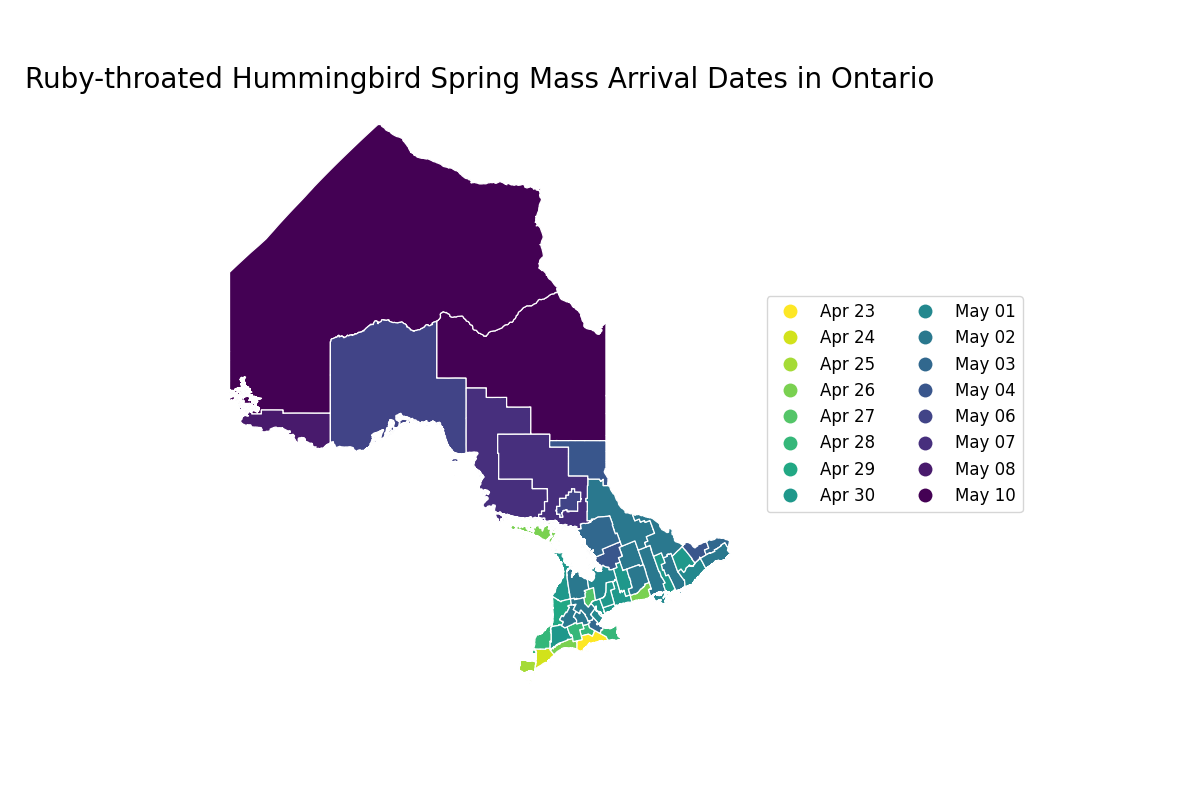 Ruby-throated Hummingbird Spring Mass Arrival Dates in Ontario
Apr 23
Apr 24
Apr 25
Apr 26
Apr 27
Apr 28
Apr 29
Apr 30
May 01
May 02
May 03
May 04
May 06
May 07
May 08
May 10